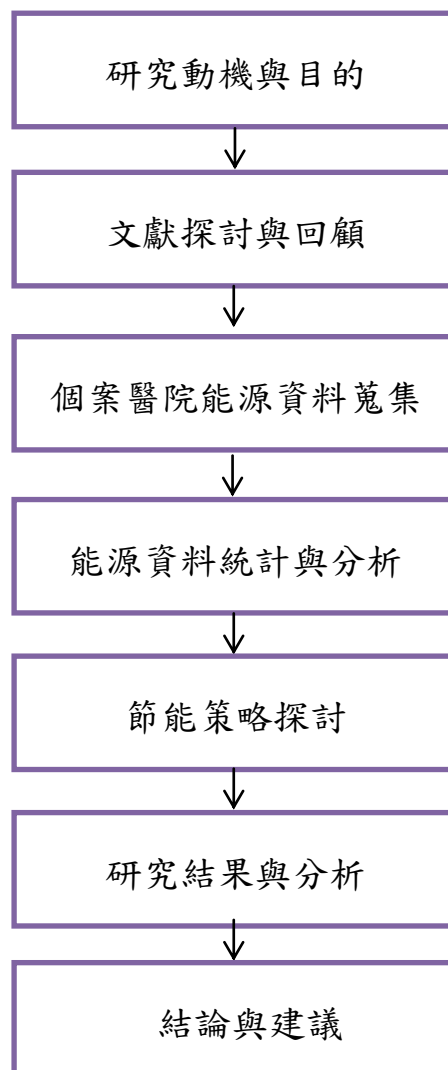 研究動機與目的
文獻探討與回顧
個案醫院能源資料蒐集
能源資料統計與分析
節能策略探討
研究結果與分析
結論與建議